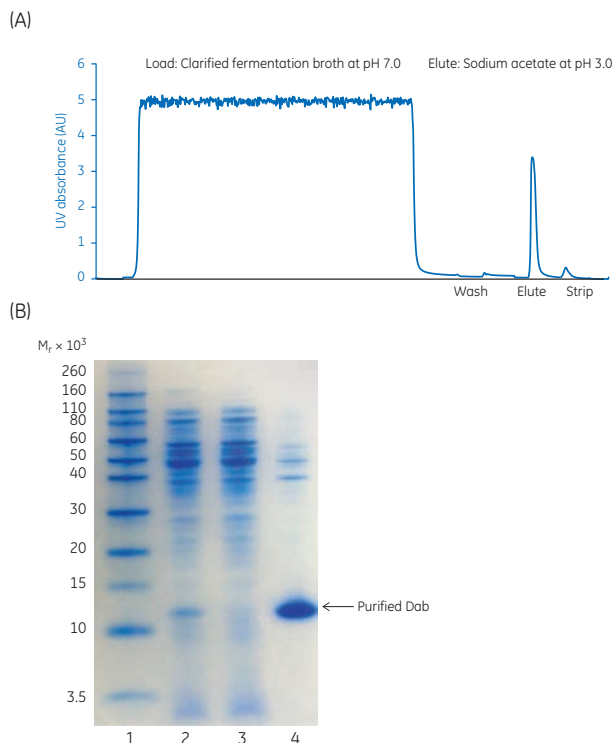 (A)
Load: Clarified fermentation broth at pH 7.0 Elute: Sodium acetate at pH 3.0
UV absorbance (AU)
6
5
4
3
2
1
0
Wash Elute Strip
(B)
Mr × 10³
260
160
110
80
60
50
40
30
20
15
10
3.5
Purified Dab
1 2 3 4